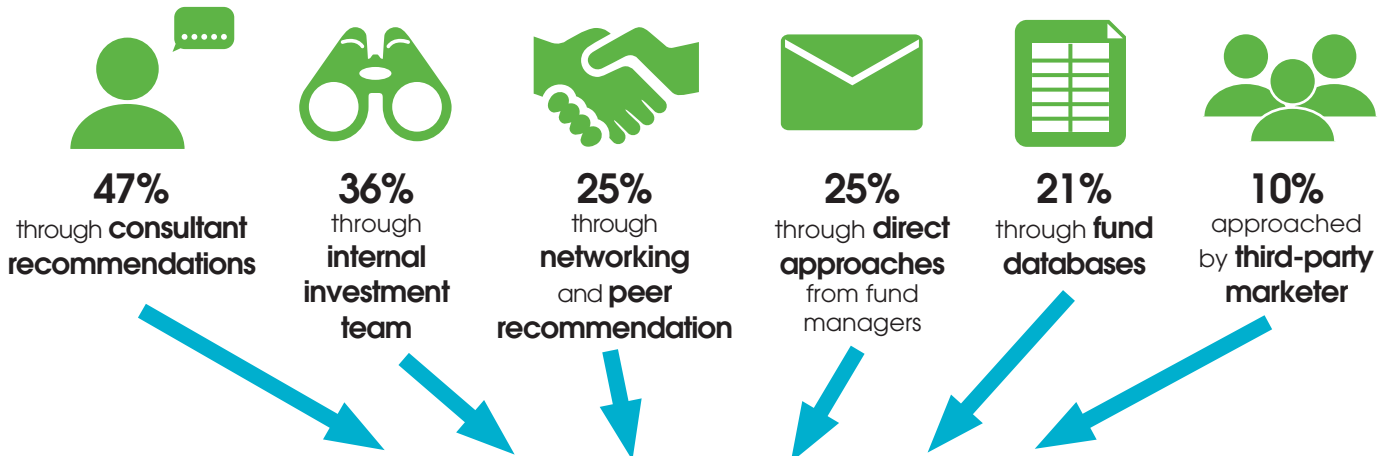 47%
through consultant
recommendations
36%
through
internal
investment
team
25%
through
networking
and peer
recommendation
25%
through direct
approaches
from fund
managers
21%
through fund
databases
10%
approached
by third-party
marketer